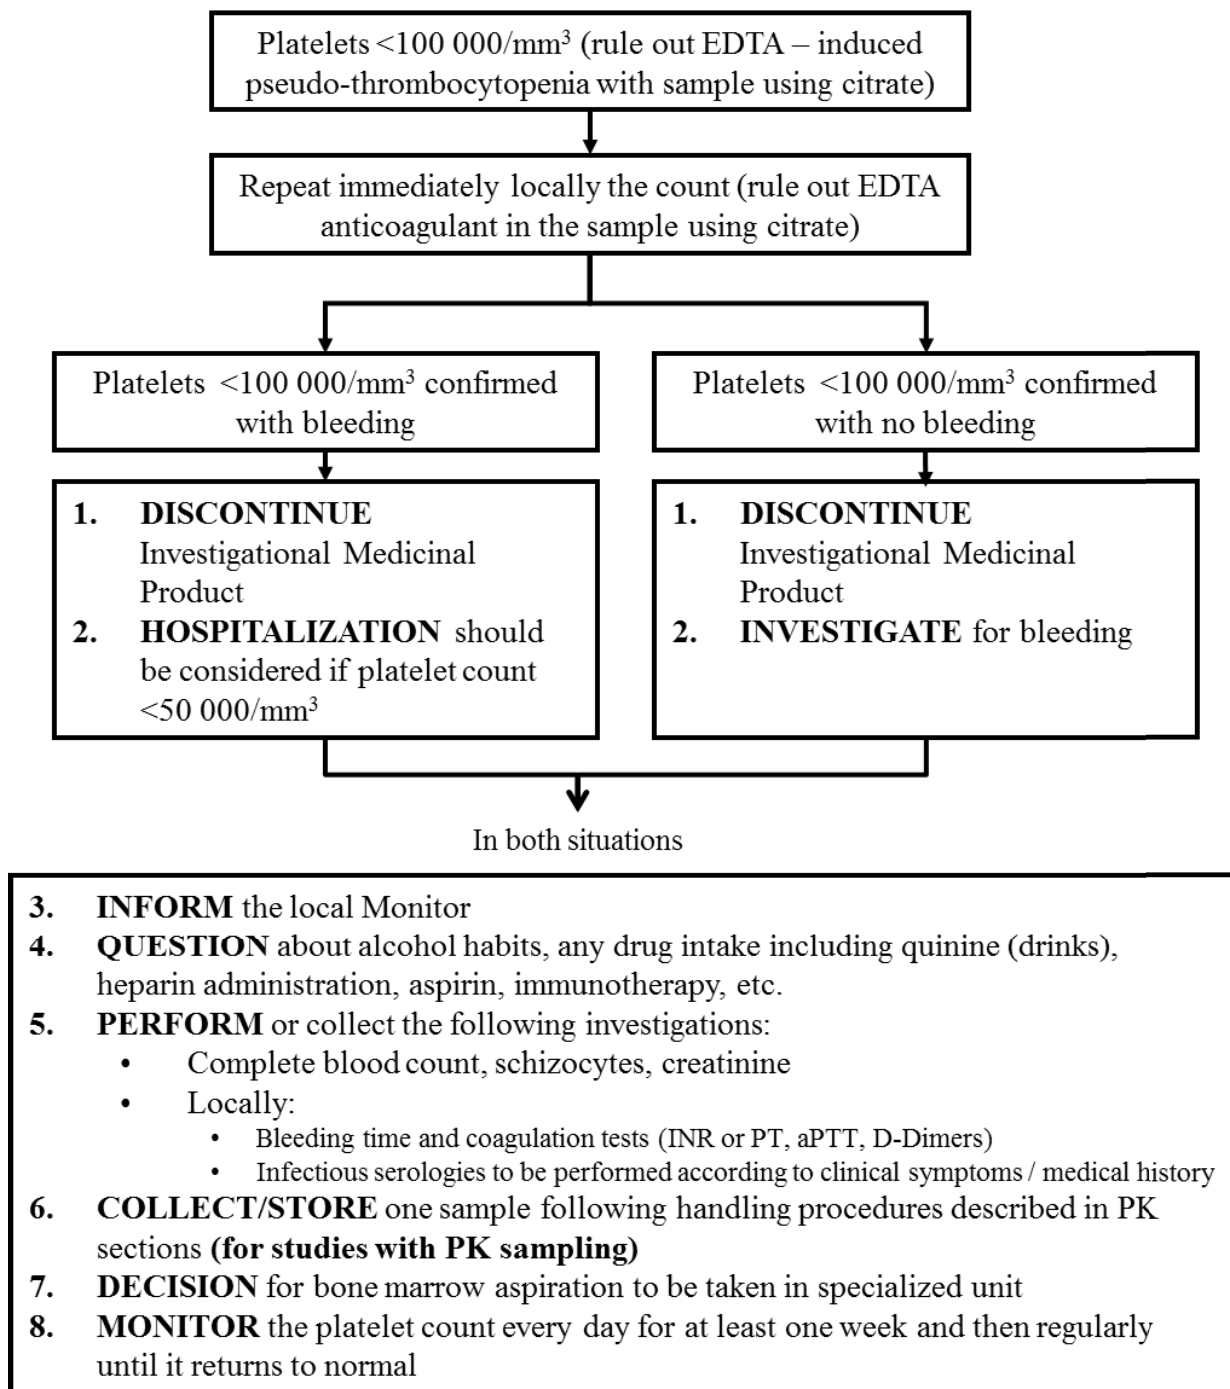 Platelets <100 000/mm³ (rule out EDTA – induced
pseudo-thrombocytopenia with sample using citrate)
Repeat immediately locally the count (rule out EDTA
anticoagulant in the sample using citrate)
Platelets <100 000/mm³ confirmed
with bleeding
Platelets <100 000/mm³ confirmed
with no bleeding
1. DISCONTINUE
Investigational Medicinal
Product
2. HOSPITALIZATION should
be considered if platelet count
<50 000/mm³
1. DISCONTINUE
Investigational Medicinal
Product
2. INVESTIGATE for bleeding
In both situations
3. INFORM the local Monitor
4. QUESTION about alcohol habits, any drug intake including quinine (drinks),
heparin administration, aspirin, immunotherapy, etc.
5. PERFORM or collect the following investigations:
• Complete blood count, schizocytes, creatinine
• Locally:
• Bleeding time and coagulation tests (INR or PT, aPTT, D-Dimers)
• Infectious serologies to be performed according to clinical symptoms / medical history
6. COLLECT/STORE one sample following handling procedures described in PK
sections (for studies with PK sampling)
7. DECISION for bone marrow aspiration to be taken in specialized unit
8. MONITOR the platelet count every day for at least one week and then regularly
until it returns to normal